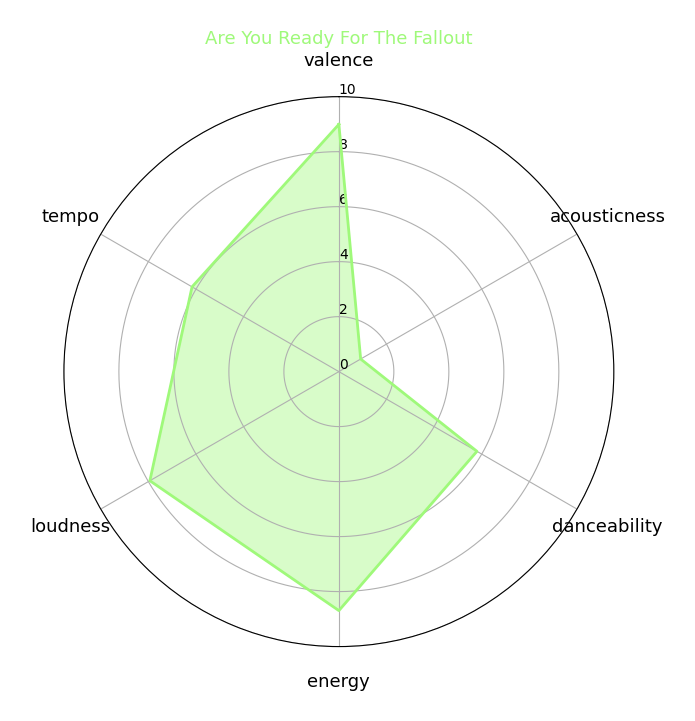 Are You Ready For The Fallout
valence
10
8
6
4
2
0
tempo
acousticness
loudness
danceability
energy